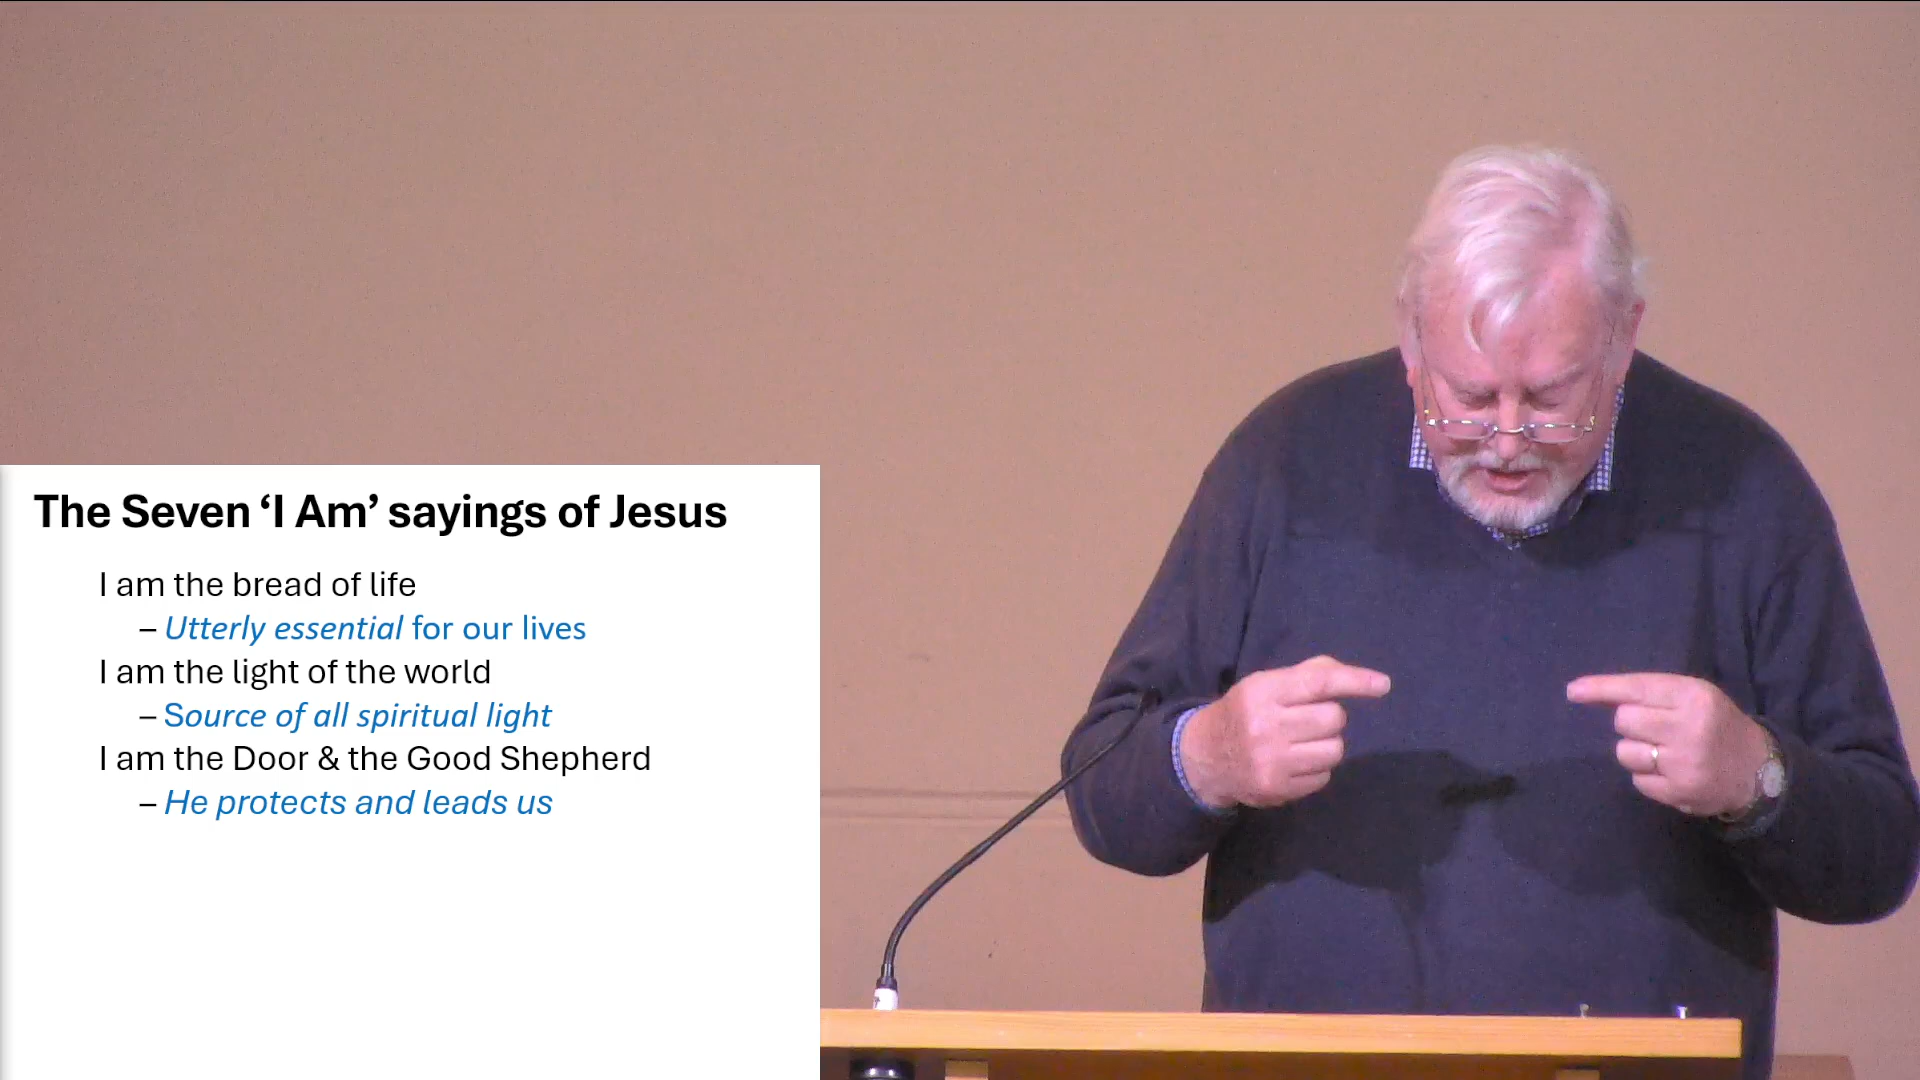 The Seven ‘I Am’ sayings of Jesus
I am the bread of life
– Utterly essential for our lives
I am the light of the world
– Source of all spiritual light
I am the Door & the Good Shepherd
– He protects and leads us